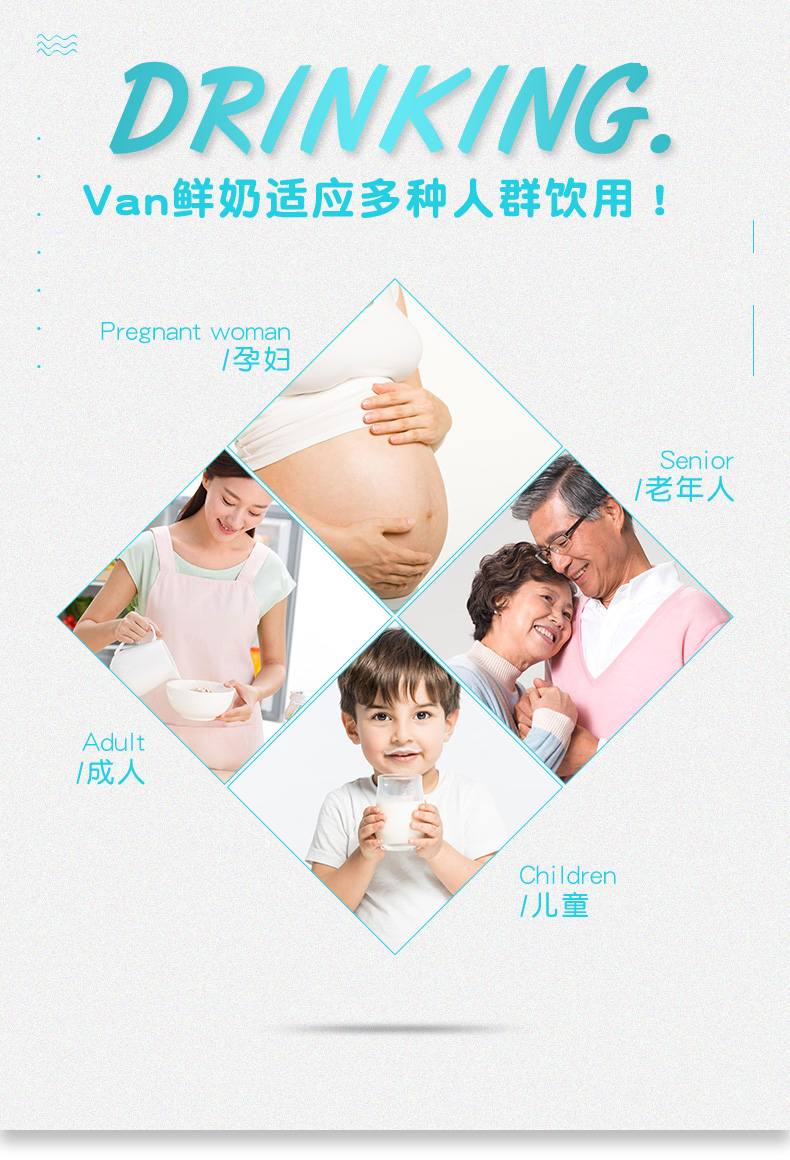 DRINKING.
Van鲜奶适应多种人群饮用！
Pregnant woman
/孕妇
Senior
/老年人
Adult
/成人
Children
/儿童